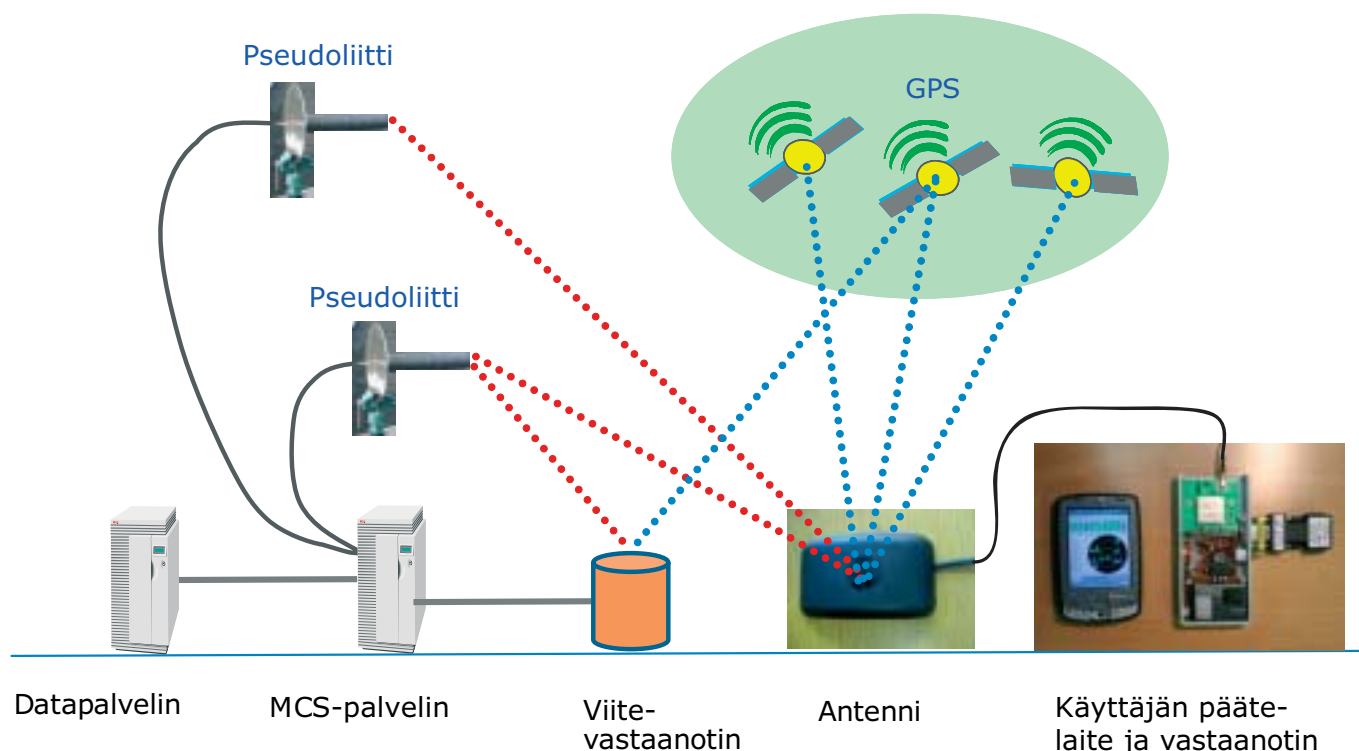 Pseudoliitti
GPS
Pseudoliitti
Datapalvelin
MCS-palvelin
Viite-
vastaanotin
Antenni
Käyttäjän pääte-
laite ja vastaanotin